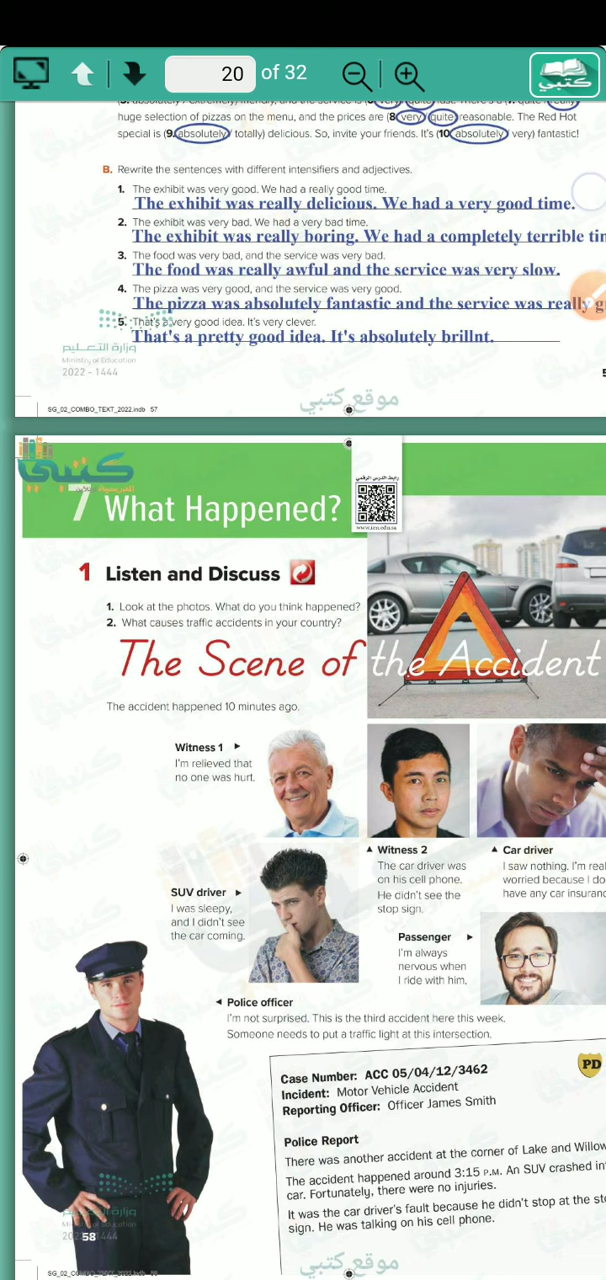 20 of 32
كتبي
huge selection of pizzas on the menu, and the prices are (8. very / quite) reasonable. The Red Hot
special is (9. absolutely / totally) delicious. So, invite your friends. It's (10. absolutely / very) fantastic!
B. Rewrite the sentences with different intensifiers and adjectives.
1. The exhibit was very good. We had a really good time.
The exhibit was really delicious. We had a very good time.
2. The exhibit was very bad. We had a very bad time.
The exhibit was really boring. We had a completely terrible
3. The food was very bad, and the service was very bad.
The food was really awful and the service was very slow.
4. The pizza was very good, and the service was very good.
The pizza was absolutely fantastic and the service was really
5. That's a very good idea. It's very clever.
That's a pretty good idea. It's absolutely brillnt.
وزارة التعليم
Ministry of Education
2022 - 1444
موقع كتبي
SG_02_COMBO_TEXT_2022.indb 57
كتبي
رابط الدرس الرقمي
www.ien.edu.sa
7 What Happened?
1 Listen and Discuss
1. Look at the photos. What do you think happened?
2. What causes traffic accidents in your country?
The Scene of the Accident
The accident happened 10 minutes ago.
Witness 1
I'm relieved that
no one was hurt.
Witness 2
The car driver was
on his cell phone.
He didn't see the
stop sign.
Car driver
I saw nothing. I'm
worried because I
have any car
SUV driver
I was sleepy,
and I didn't see
the car coming.
Passenger
I'm always
nervous when
I ride with him.
Police officer
I'm not surprised. This is the third accident here this week.
Someone needs to put a traffic light at this intersection.
PD
Case Number: ACC 05/04/12/3462
Incident: Motor Vehicle Accident
Reporting Officer: Officer James Smith
Police Report
There was another accident at the corner of Lake and Willow
The accident happened around 3:15 P.M. An SUV crashed
car. Fortunately, there were no injuries.
It was the car driver's fault because he didn't stop at the
sign. He was talking on his cell phone.
58
موقع كتبي